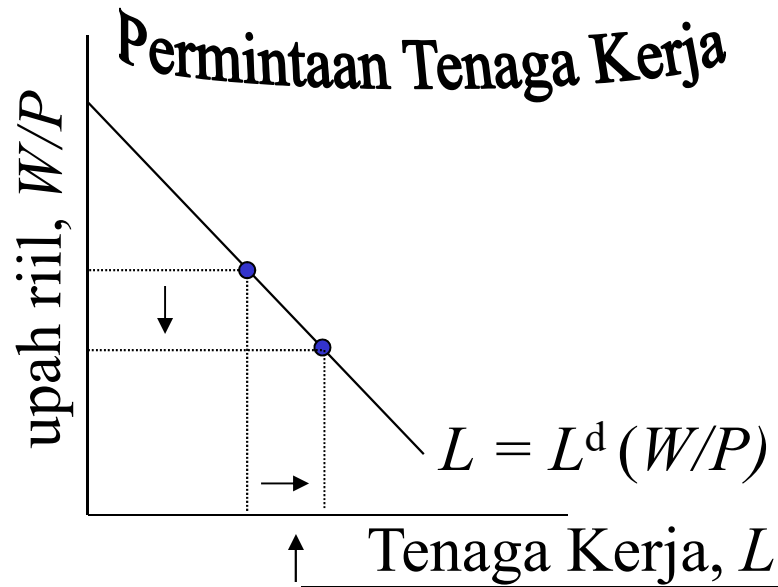 Permintaan Tenaga Kerja
upah riil, W/P
L = Lᵈ (W/P)
Tenaga Kerja, L